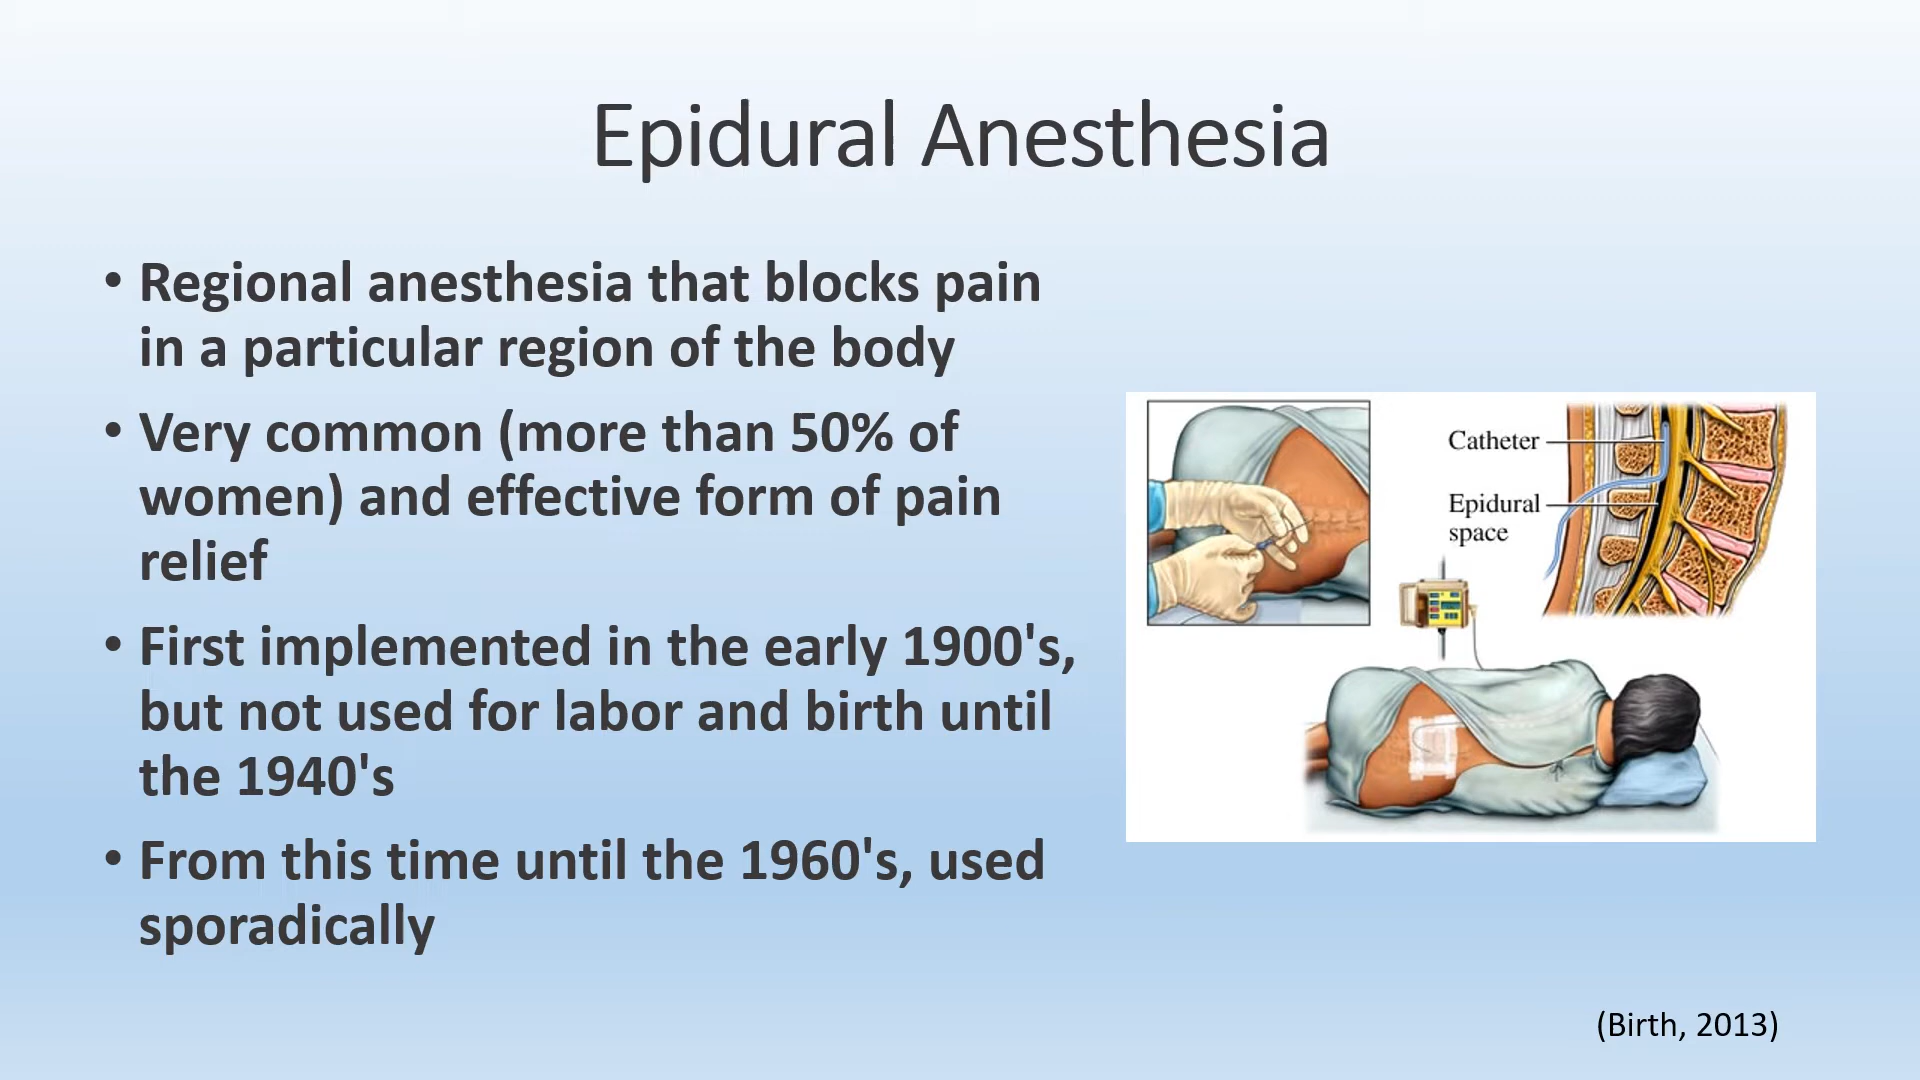 Epidural Anesthesia
• Regional anesthesia that blocks pain
in a particular region of the body
• Very common (more than 50% of
women) and effective form of pain
relief
• First implemented in the early 1900's,
but not used for labor and birth until
the 1940's
• From this time until the 1960's, used
sporadically
Catheter
Epidural
space
(Birth, 2013)